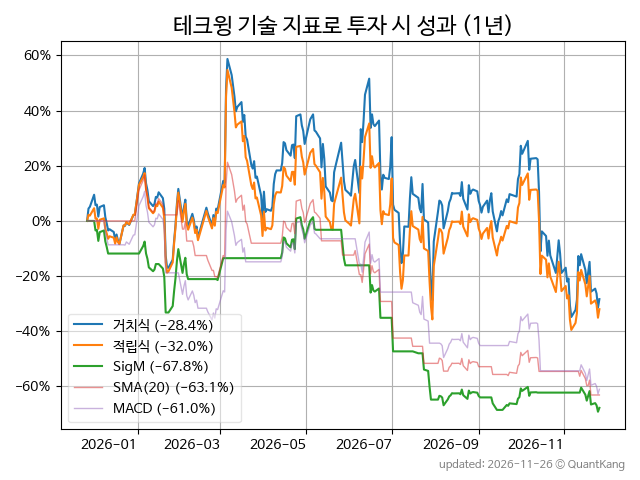 테크윙 기술 지표로 투자 시 성과 (1년)
60%
40%
20%
0%
−20%
−40%
−60%
거치식 (−28.4%)
적립식 (−32.0%)
SigM (−67.8%)
SMA(20) (−63.1%)
MACD (−61.0%)
2026-01
2026-03
2026-05
2026-07
2026-09
2026-11
updated: 2026-11-26 © QuantKang